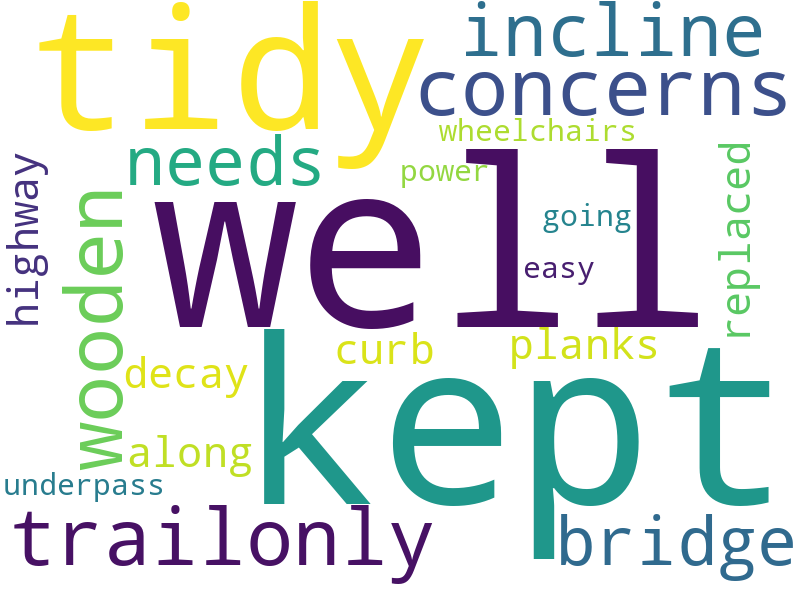 incline
tidy
concerns
wheelchairs
needs
power
well
highway
wooden
going
replaced
easy
curb
planks
decay
kept
along
underpass
trailonly
bridge